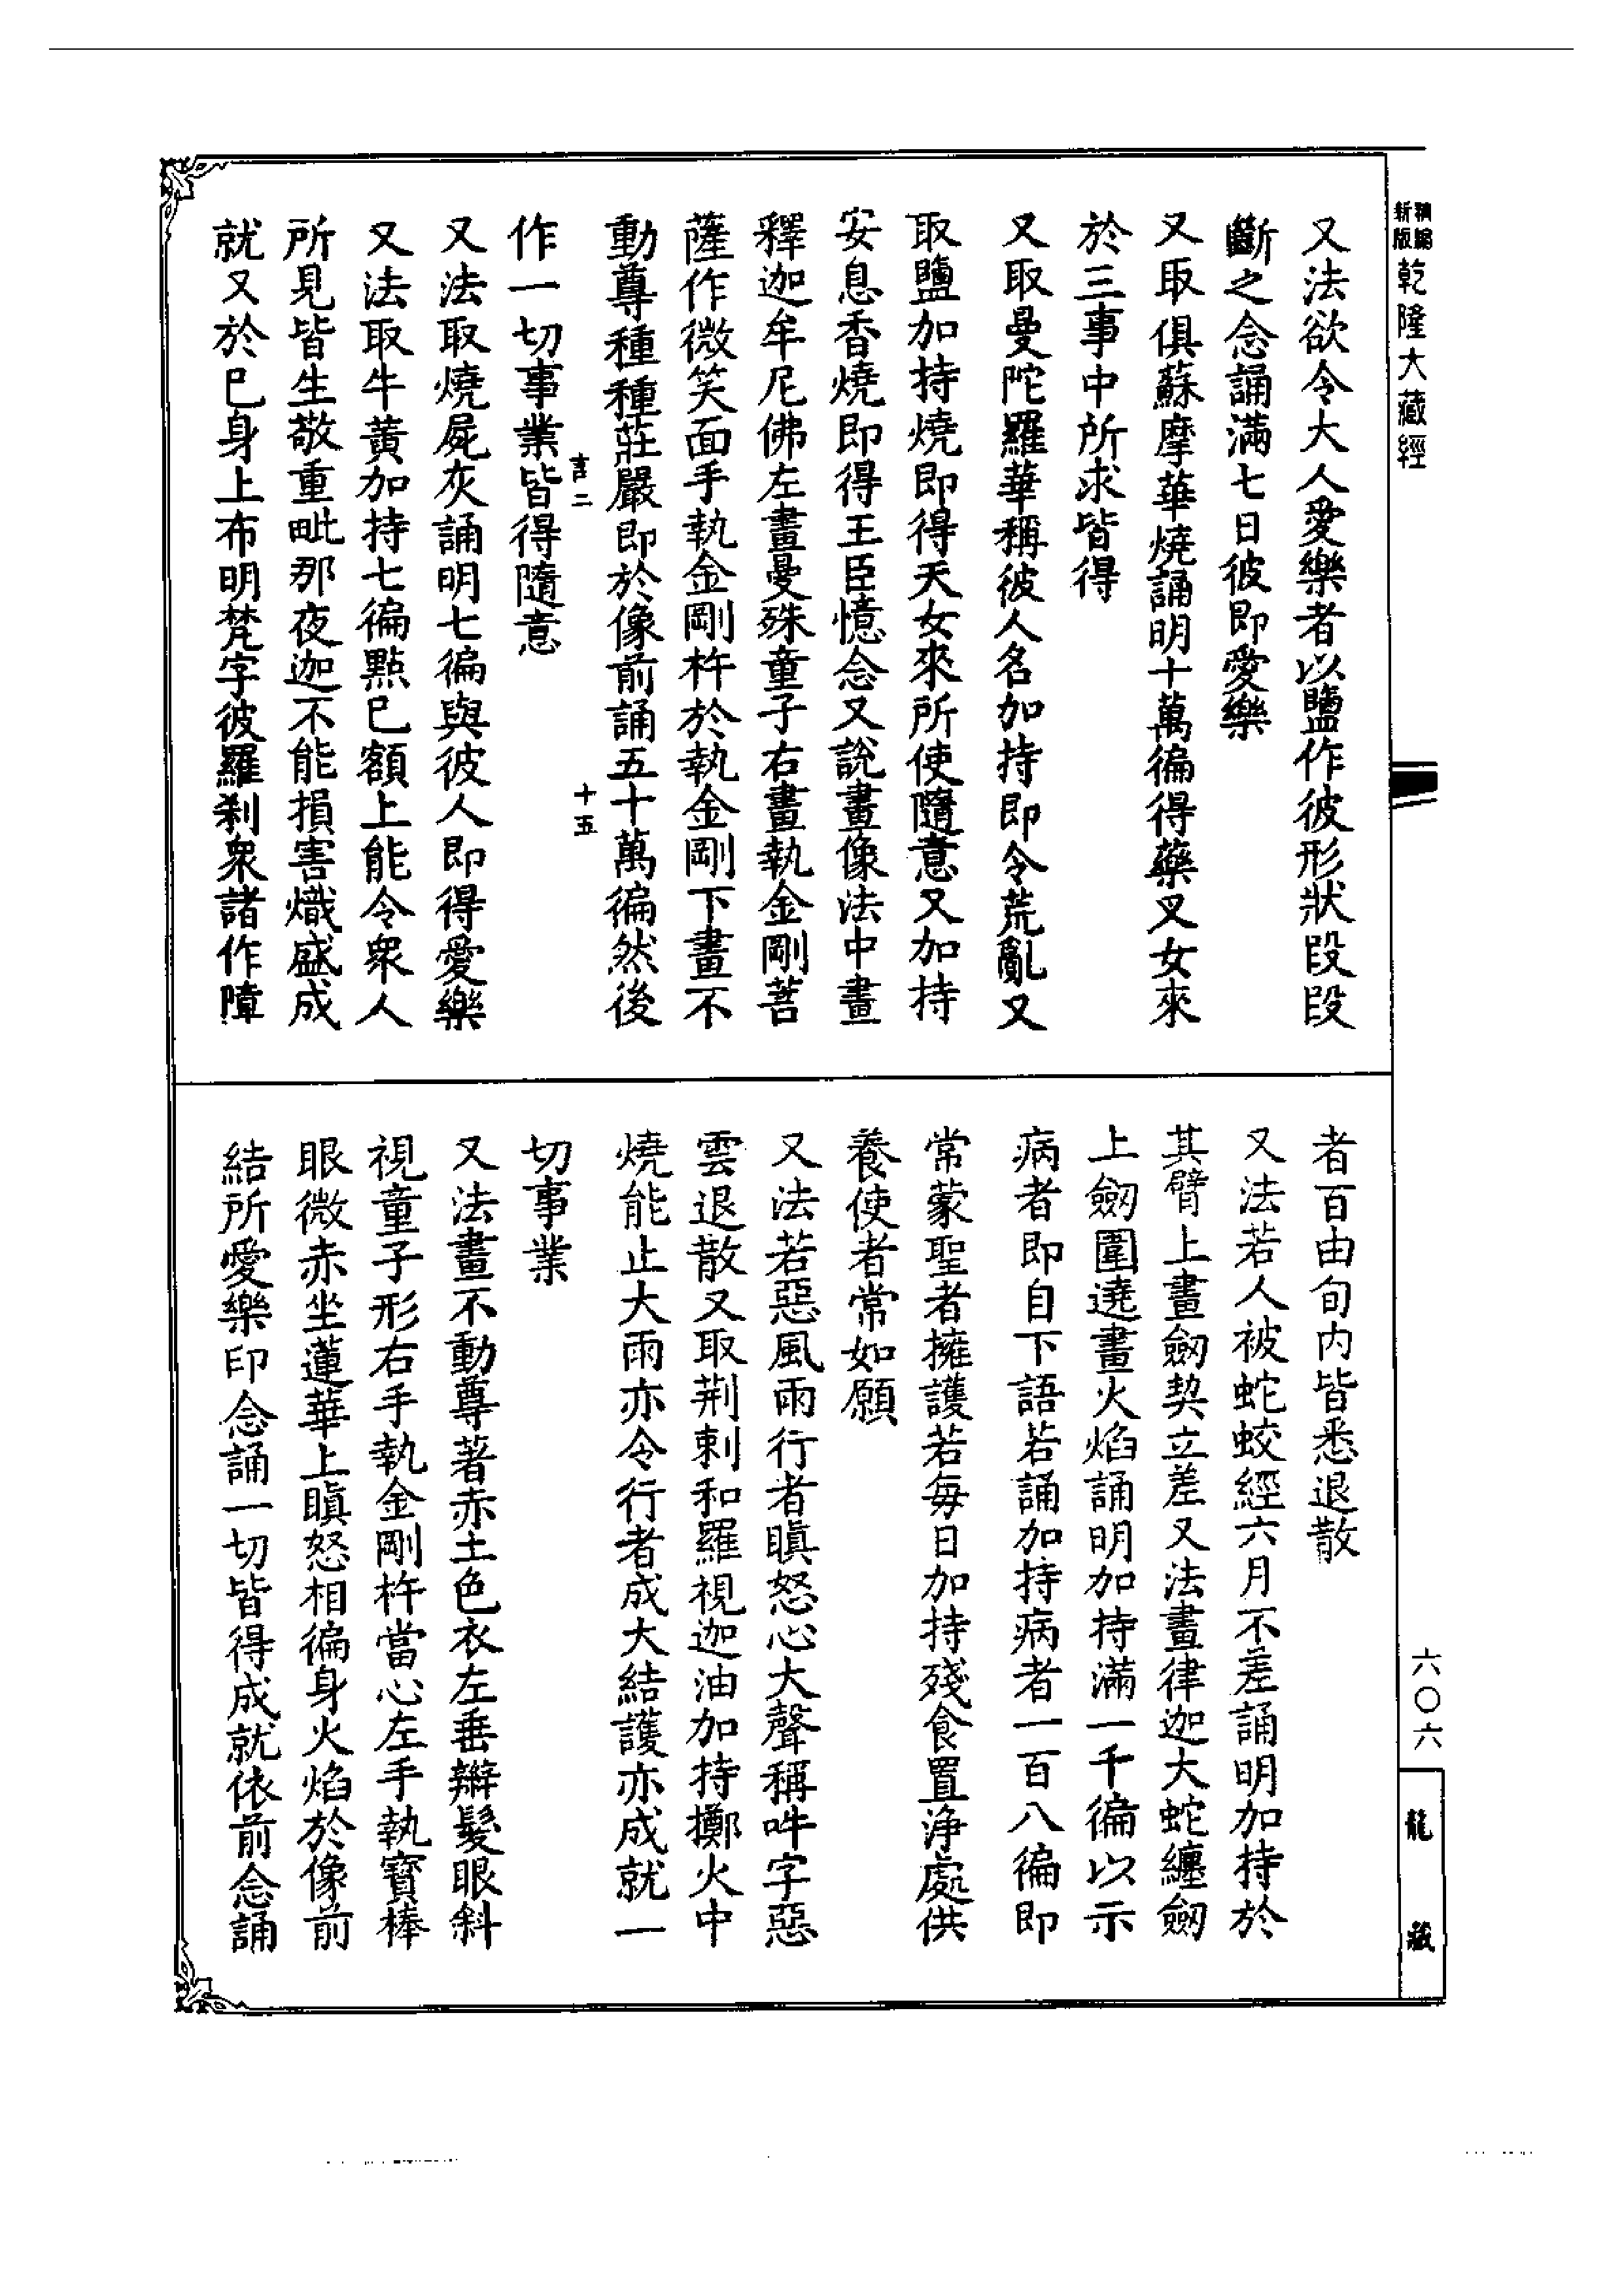 新版精縮乾隆大藏經
又法欲令大人愛樂者以鹽作彼形狀段段
斷之念誦滿七日彼即愛樂
又取俱蘇摩華燒誦明十萬徧得藥叉女來
於三事中所求皆得
又取曼陀羅華稱彼人名加持即令荒亂又
取鹽加持燒即得天女來所使隨意又加持
安息香燒即得王臣憶念又說畫像法中畫
釋迦牟尼佛左畫曼殊童子右畫執金剛菩
薩作微笑面手執金剛杵於執金剛下畫不
動尊種種莊嚴即於像前誦五十萬徧然後
吉二
十五
作一切事業皆得隨意
又法取燒屍灰誦明七徧與彼人即得愛樂
又法取牛黃加持七徧點已額上能令眾人
所見皆生敬重毗那夜迦不能損害熾盛成
就又於已身上布明梵字彼羅剎眾諸作障
者百由旬內皆悉退散
又法若人被蛇蛟經六月不差誦明加持於
其臂上畫劒契立差又法畫律迦大蛇纏劒
上劒圍遶畫火焰誦明加持滿一千徧以示
病者即自下語若誦加持病者一百八徧即
常蒙聖者擁護若每日加持殘食置淨處供
養使者常如願
又法若惡風雨行者瞋怒心大聲稱吽字惡
雲退散又取荆刺和羅視迦油加持擲火中
燒能止大雨亦令行者成大結護亦成就一
切事業
又法畫不動尊著赤土色衣左垂辮髮眼斜
視童子形右手執金剛杵當心左手執寶棒
眼微赤坐蓮華上瞋怒相徧身火焰於像前
結所愛樂印念誦一切皆得成就依前念誦
六〇六
龍藏